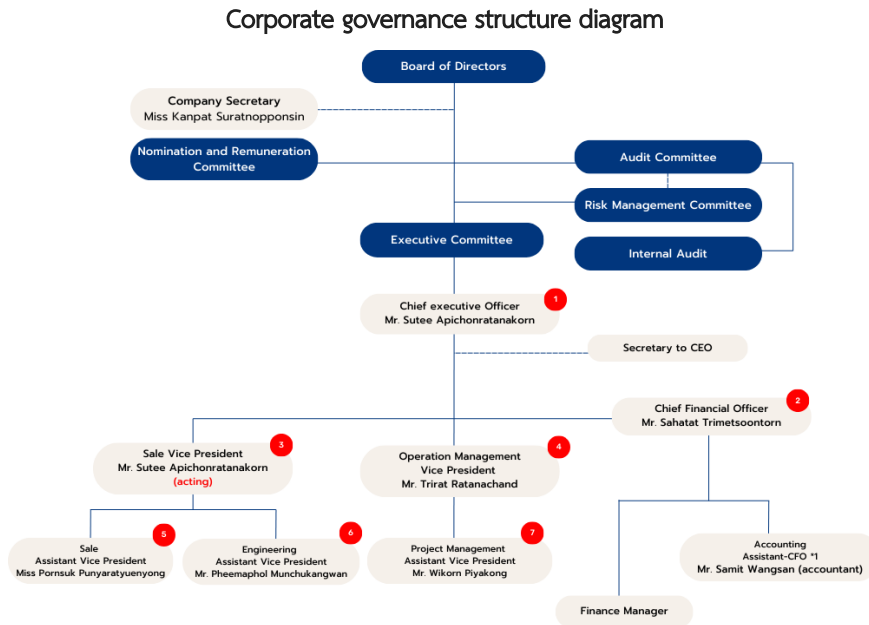 Corporate governance structure diagram
Board of Directors
Company Secretary
Miss Kanpat Suratnopponsin
Nomination and Remuneration
Committee
Audit Committee
Risk Management Committee
Executive Committee
Internal Audit
1
Chief executive Officer
Mr. Sutee Apichonratanakorn
Secretary to CEO
2
Chief Financial Officer
Mr. Sahatat Trimetsoontorn
3
Sale Vice President
Mr. Sutee Apichonratanakorn
(acting)
4
Operation Management
Vice President
Mr. Trirat Ratanachand
5
Sale
Assistant Vice President
Miss Pornsuk Punyaratyuenyong
6
Engineering
Assistant Vice President
Mr. Pheemaphol Munchukangwan
7
Project Management
Assistant Vice President
Mr. Wikorn Piyakong
Accounting
Assistant-CFO *1
Mr. Samit Wangsan (accountant)
Finance Manager